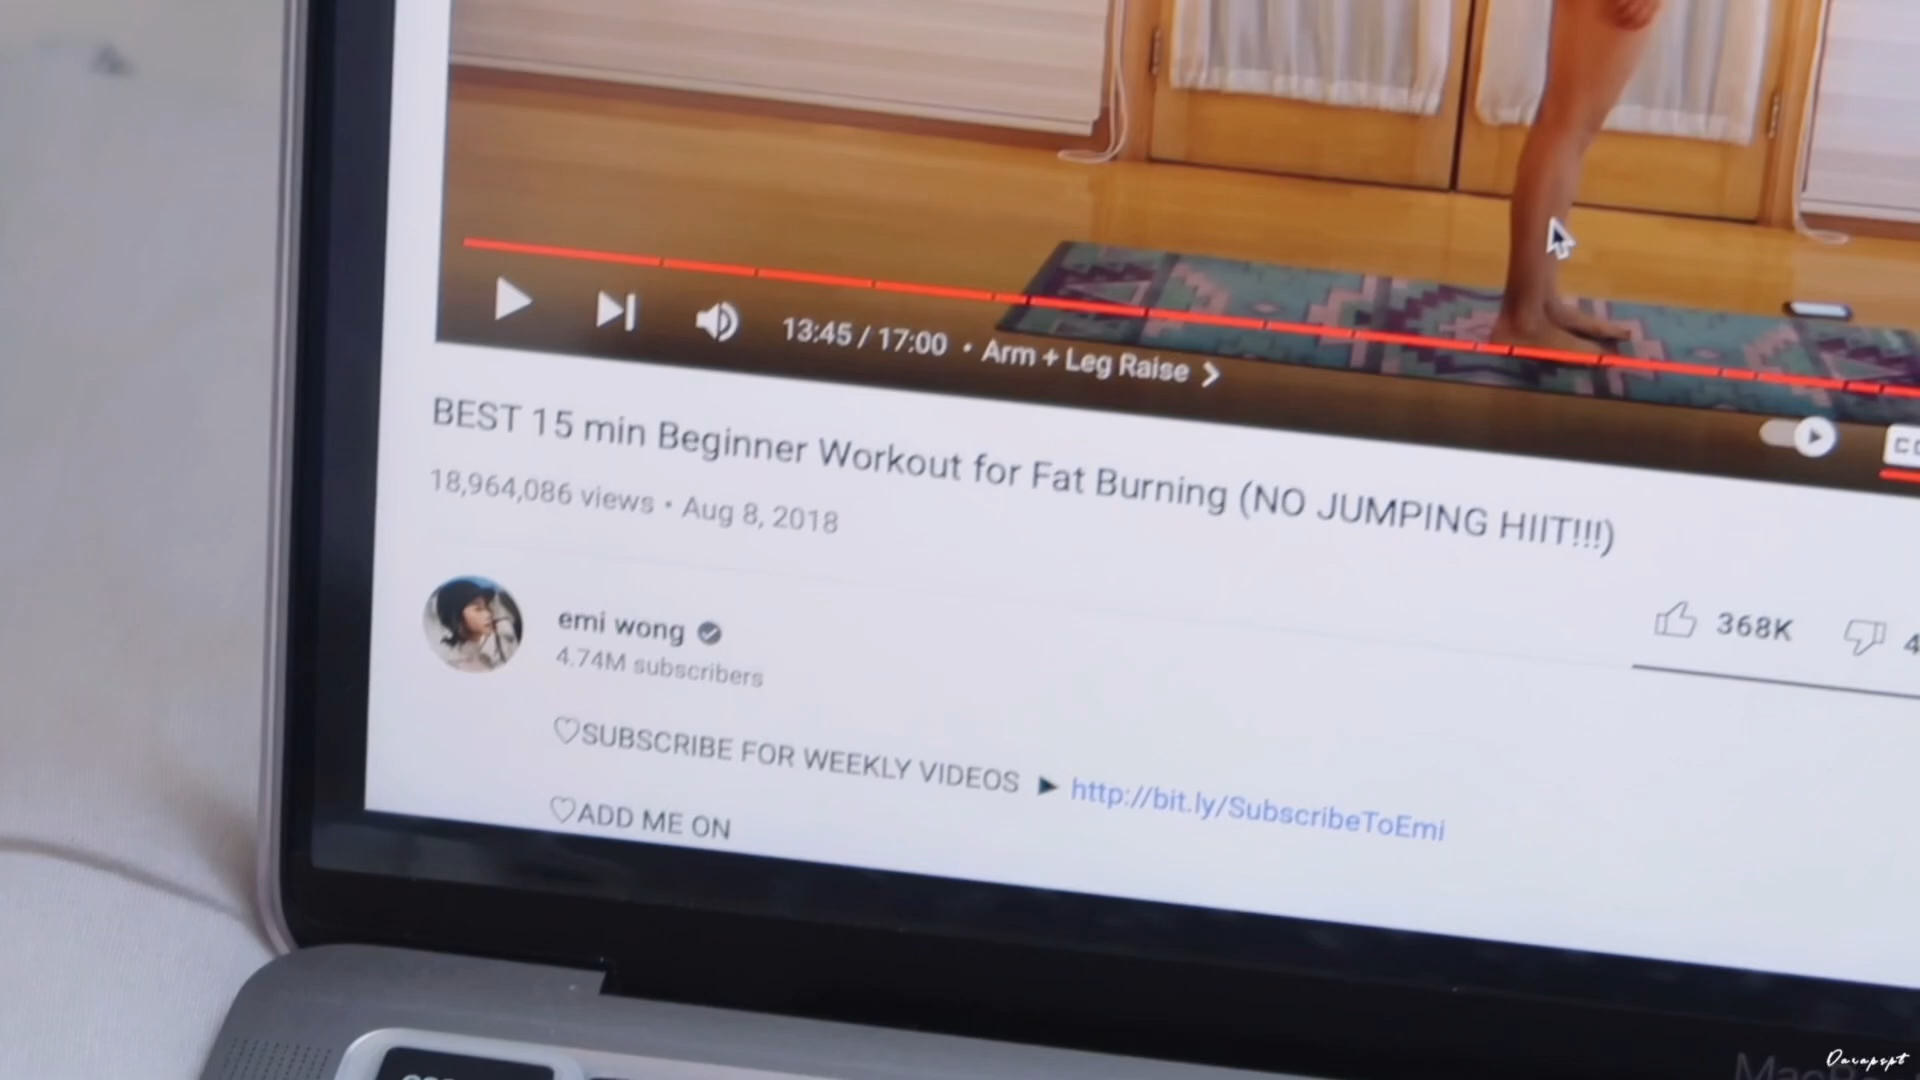 13:45 / 17:00 • Arm + Leg Raise
BEST 15 min Beginner Workout for Fat Burning (NO JUMPING HIIT!!!)
18,964,086 views • Aug 8, 2018
368K
emi wong
4.74M subscribers
♡SUBSCRIBE FOR WEEKLY VIDEOS ► http://bit.ly/SubscribeToEmi
♡ADD ME ON